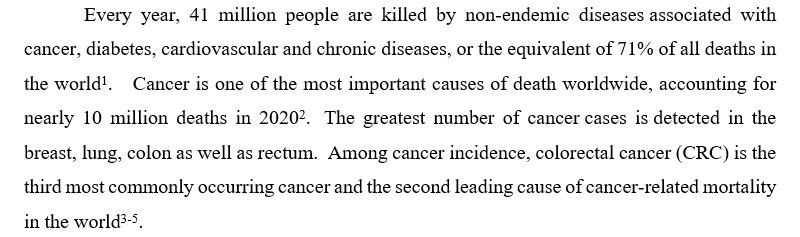 Every year, 41 million people are killed by non-endemic diseases associated with
cancer, diabetes, cardiovascular and chronic diseases, or the equivalent of 71% of all deaths in
the world¹. Cancer is one of the most important causes of death worldwide, accounting for
nearly 10 million deaths in 2020². The greatest number of cancer cases is detected in the
breast, lung, colon as well as rectum. Among cancer incidence, colorectal cancer (CRC) is the
third most commonly occurring cancer and the second leading cause of cancer-related mortality
in the world³⁻⁵.